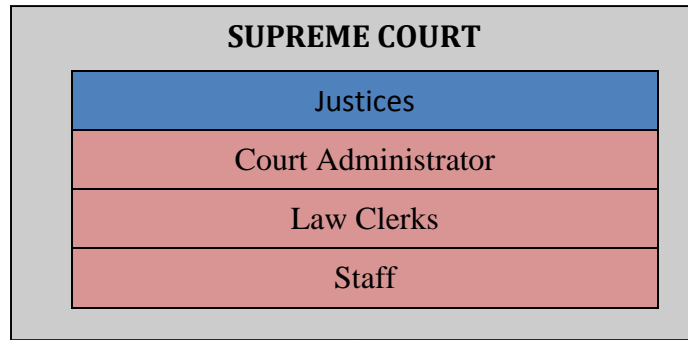 SUPREME COURT
Justices
Court Administrator
Law Clerks
Staff